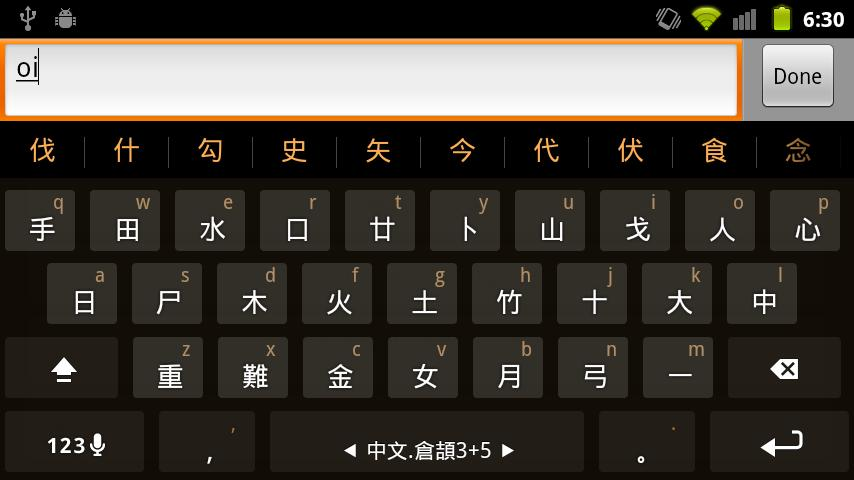 6:30
oi
Done
伐 什 勾 史 矢 今 代 伏 食 念
q w e r t y u i o p
手 田 水 口 廿 卜 山 戈 人 心
a s d f g h j k l
日 尸 木 火 土 竹 十 大 中
z x c v b n m
重 難 金 女 月 弓 一
123 ， ' ◀ 中文.倉頡3+5 ▶ 。 .